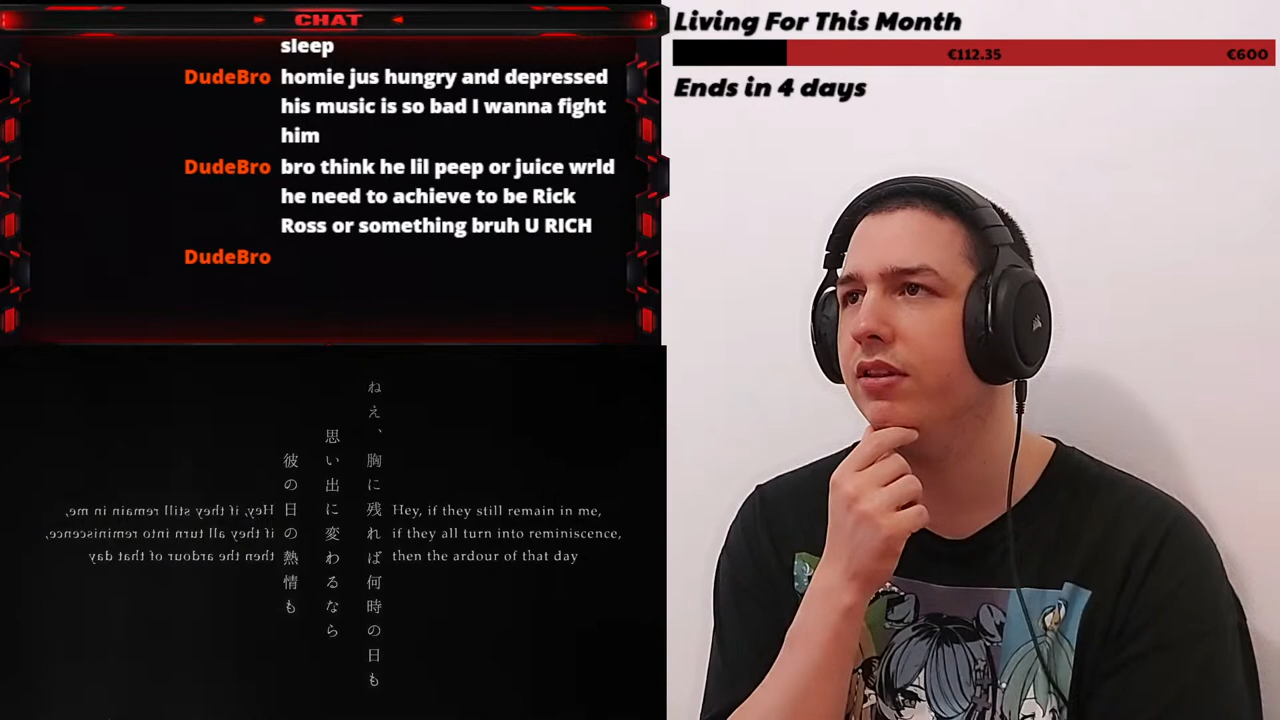 CHAT
sleep
DudeBro homie jus hungry and depressed
his music is so bad I wanna fight
him
DudeBro bro think he lil peep or juice wrld
he need to achieve to be Rick
Ross or something bruh U RICH
DudeBro
Living For This Month
€112.35 €600
Ends in 4 days
ねえ、胸に残れば何時の日も
思い出に変わるなら
彼の日の熱情も
Hey, if they still remain in me,
if they all turn into reminiscence,
then the ardour of that day
Hey, if they still remain in me,
if they all turn into reminiscence,
then the ardour of that day